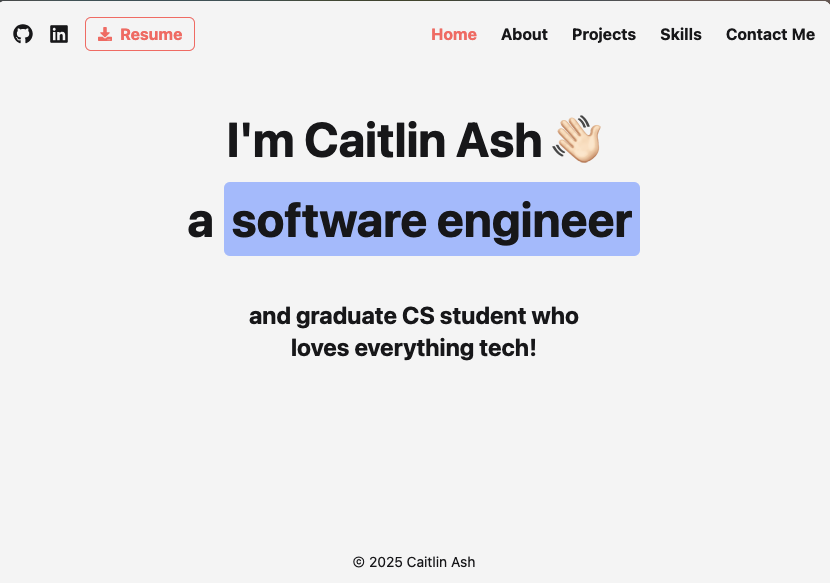 Resume
Home About Projects Skills Contact Me
I'm Caitlin Ash 👋🏻
a software engineer
and graduate CS student who
loves everything tech!
© 2025 Caitlin Ash